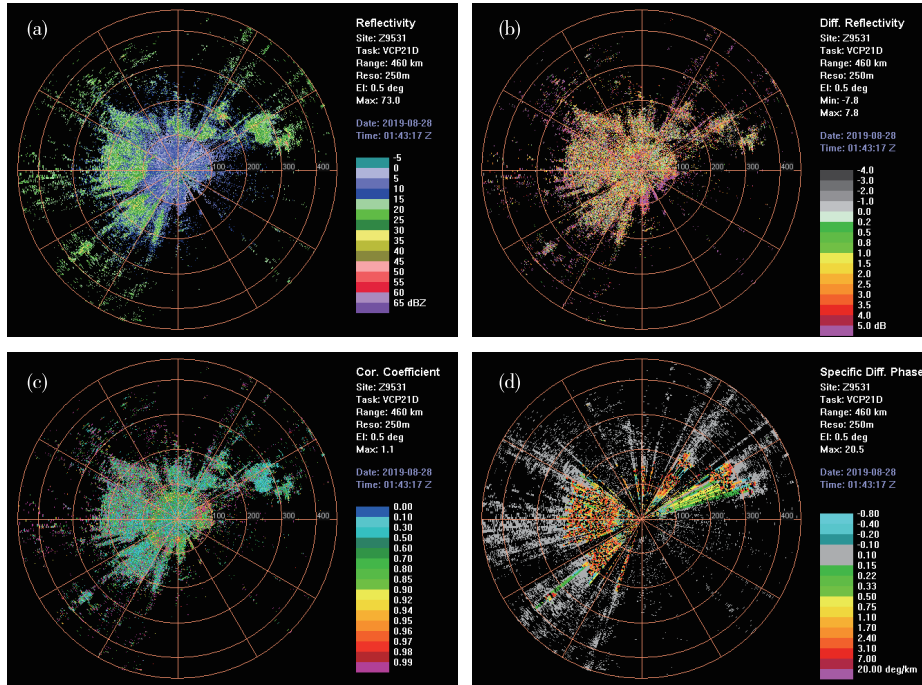 (a)
Reflectivity
Site: Z9531
Task: VCP21D
Range: 460 km
Reso: 250m
El: 0.5 deg
Max: 73.0
Date: 2019-08-28
Time: 01:43:17 Z
100 200 300 400
-5
0
5
10
15
20
25
30
35
40
45
50
55
60
65 dBZ
(b)
Diff. Reflectivity
Site: Z9531
Task: VCP21D
Range: 460 km
Reso: 250m
El: 0.5 deg
Min: -7.8
Max: 7.8
Date: 2019-08-28
Time: 01:43:17 Z
100 200 300 400
-4.0
-3.0
-2.0
-1.0
0.0
0.2
0.5
0.8
1.0
1.5
2.0
2.5
3.0
3.5
4.0
5.0 dB
(c)
Cor. Coefficient
Site: Z9531
Task: VCP21D
Range: 460 km
Reso: 250m
El: 0.5 deg
Max: 1.1
Date: 2019-08-28
Time: 01:43:17 Z
100 200 300 400
0.00
0.10
0.30
0.50
0.60
0.70
0.80
0.85
0.90
0.92
0.94
0.95
0.96
0.97
0.98
0.99
(d)
Specific Diff. Phase
Site: Z9531
Task: VCP21D
Range: 460 km
Reso: 250m
El: 0.5 deg
Max: 20.5
Date: 2019-08-28
Time: 01:43:17 Z
100 200 300 400
-0.80
-0.40
-0.20
-0.10
0.10
0.15
0.22
0.33
0.50
0.75
1.10
1.70
2.40
3.10
7.00
20.00 deg/km